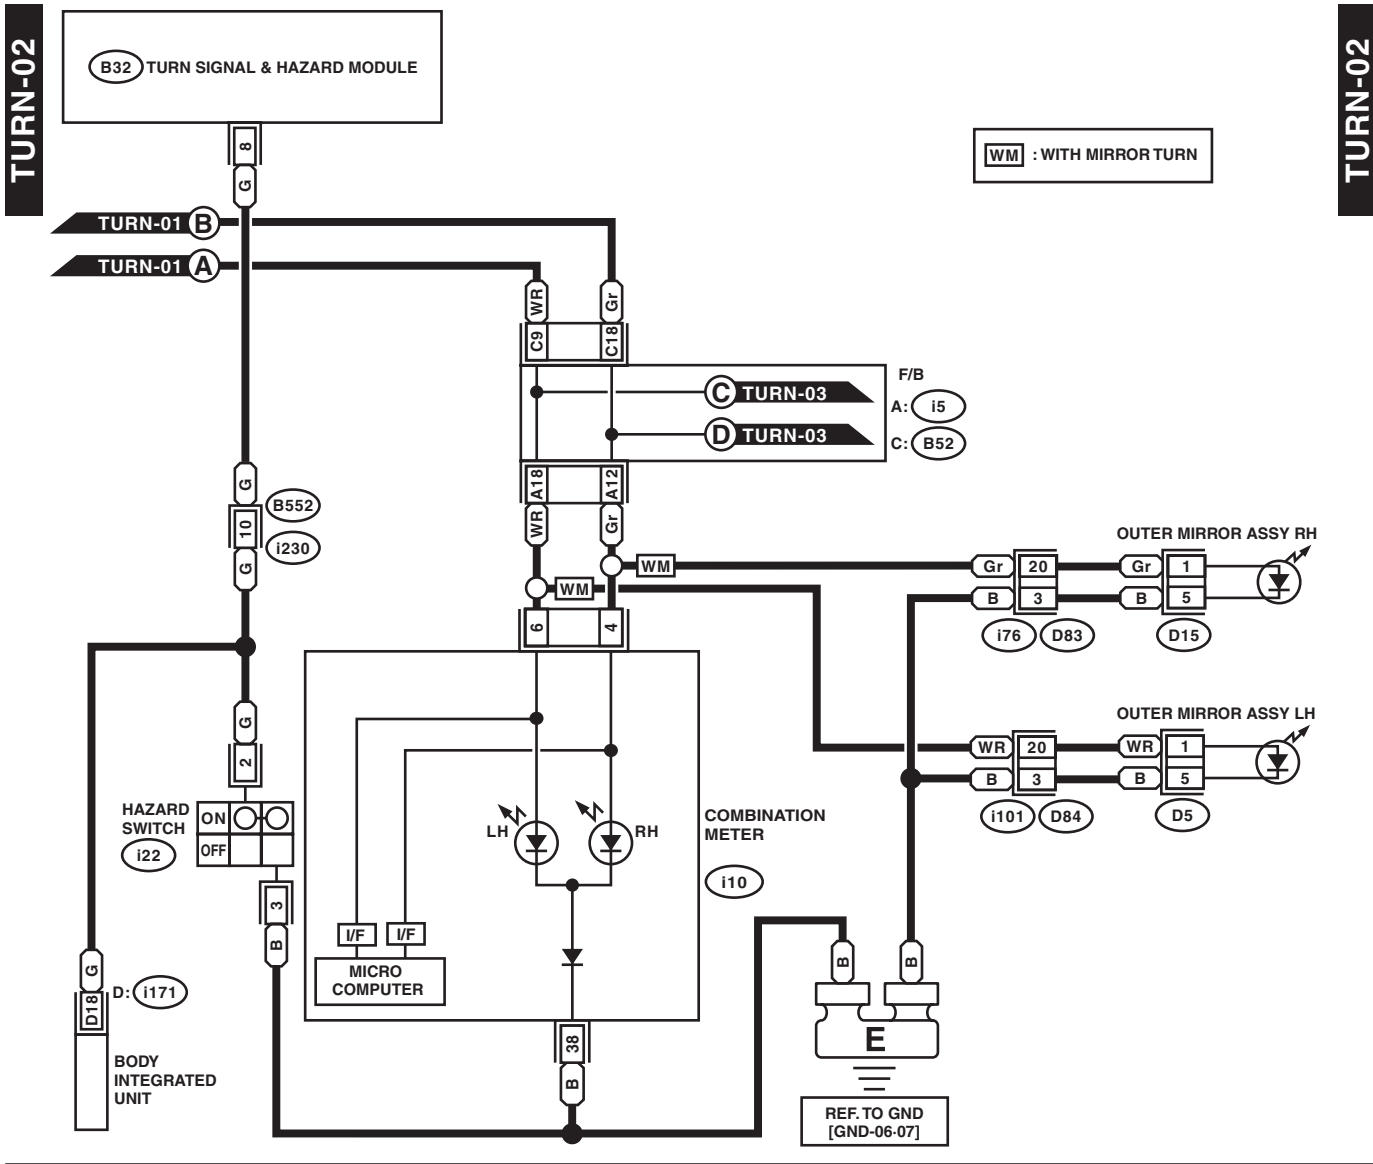 TURN-02
TURN-02
B32 TURN SIGNAL & HAZARD MODULE
8
G
WM : WITH MIRROR TURN
TURN-01 B
TURN-01 A
WR
Gr
C9
C18
F/B
C TURN-03
A: i5
D TURN-03
C: B52
A18
A12
WR
Gr
G
B552
10
i230
G
WM
WM
OUTER MIRROR ASSY RH
Gr 20 Gr 1
B 3 B 5
i76 D83 D15
6
4
G
2
OUTER MIRROR ASSY LH
WR 20 WR 1
B 3 B 5
i101 D84 D5
HAZARD
SWITCH
i22
ON
OFF
3
B
LH
RH
COMBINATION
METER
i10
I/F
I/F
MICRO
COMPUTER
G
D: i171
D18
BODY
INTEGRATED
UNIT
38
B
B
B
E
REF. TO GND
[GND-06·07]